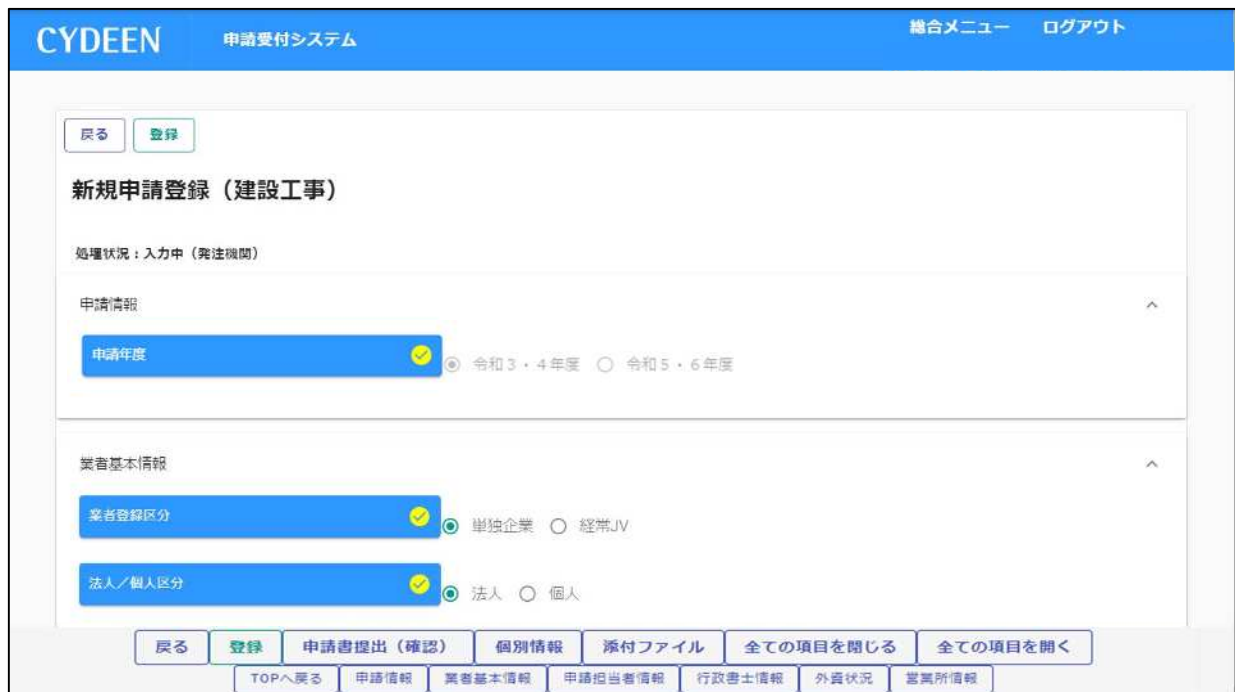 CYDEEN 申請受付システム 総合メニュー ログアウト
戻る 登録
新規申請登録（建設工事）
処理状況：入力中（発注機関）
申請情報
申請年度 令和３・４年度 令和５・６年度
業者基本情報
業者登録区分 単独企業 経常JV
法人／個人区分 法人 個人
戻る 登録 申請書提出（確認） 個別情報 添付ファイル 全ての項目を閉じる 全ての項目を開く
TOPへ戻る 申請情報 業者基本情報 申請担当者情報 行政書士情報 外資状況 営業所情報